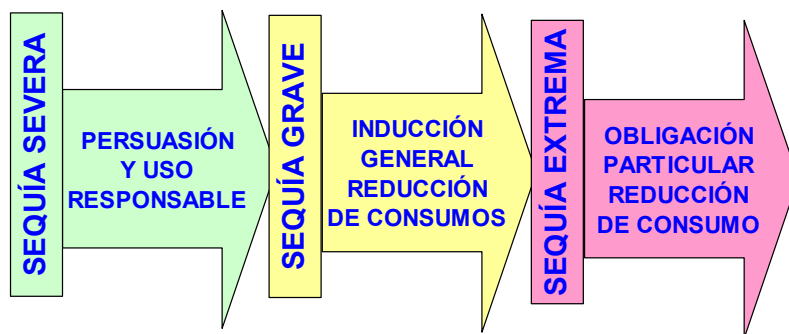 SEQUÍA SEVERA
PERSUASIÓN
Y USO
RESPONSABLE
SEQUÍA GRAVE
INDUCCIÓN
GENERAL
REDUCCIÓN
DE CONSUMOS
SEQUÍA EXTREMA
OBLIGACIÓN
PARTICULAR
REDUCCIÓN
DE CONSUMO